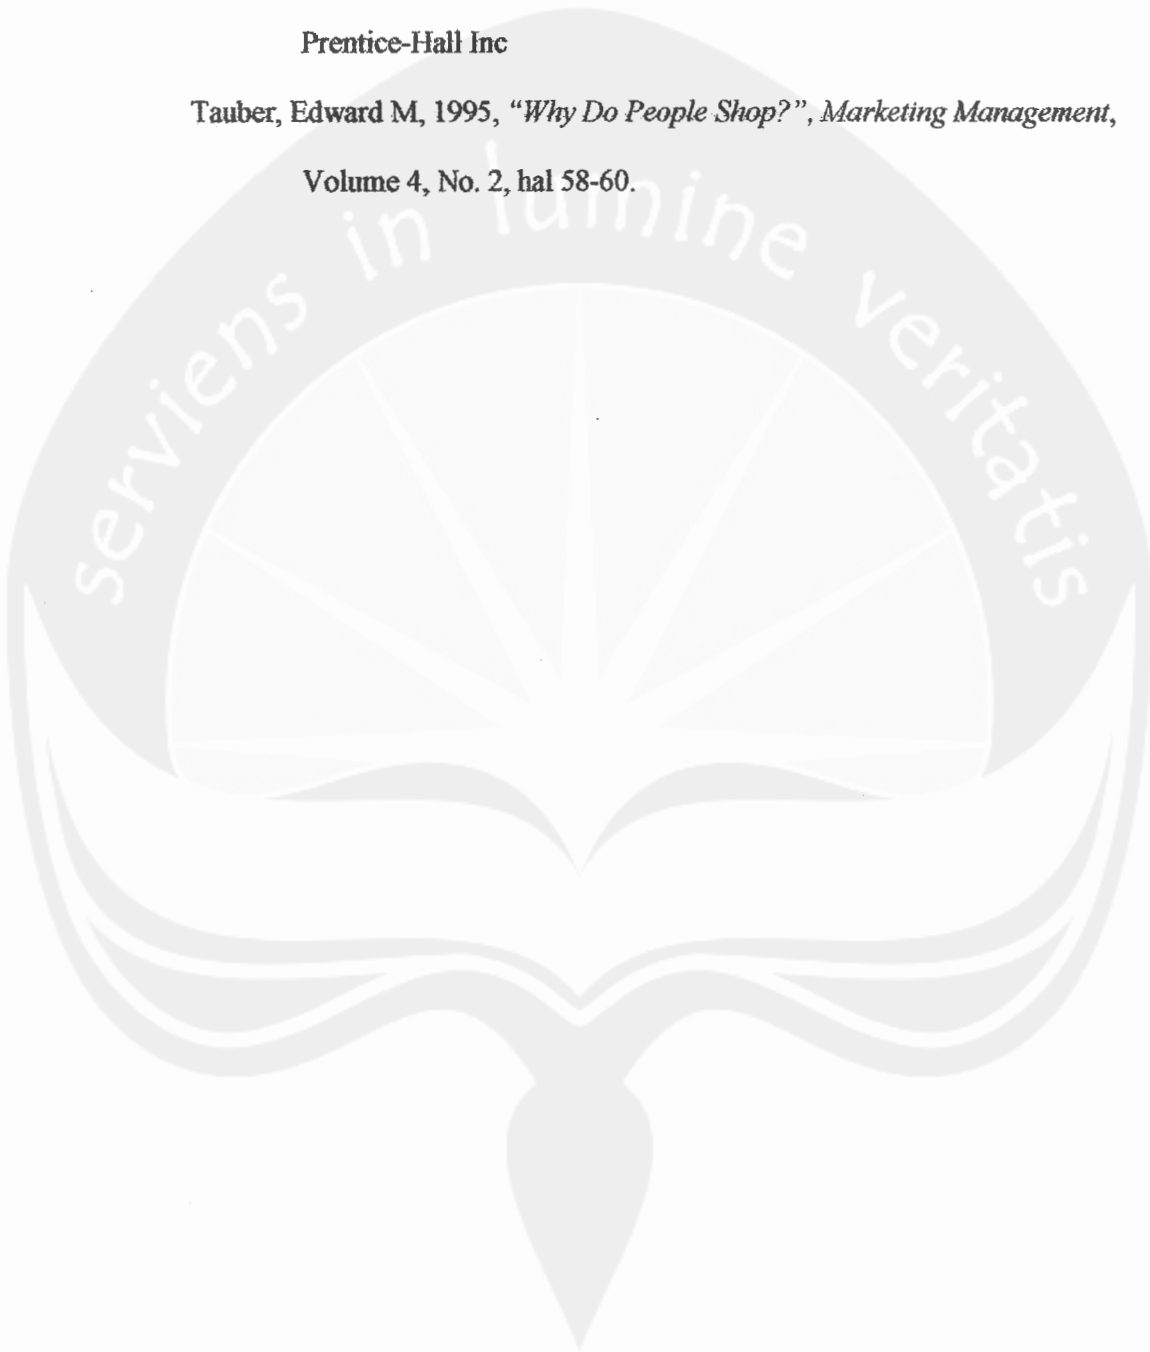 Prentice-Hall Inc
Tauber, Edward M, 1995, “Why Do People Shop?”, Marketing Management,
Volume 4, No. 2, hal 58-60.
serviens in lumine veritatis